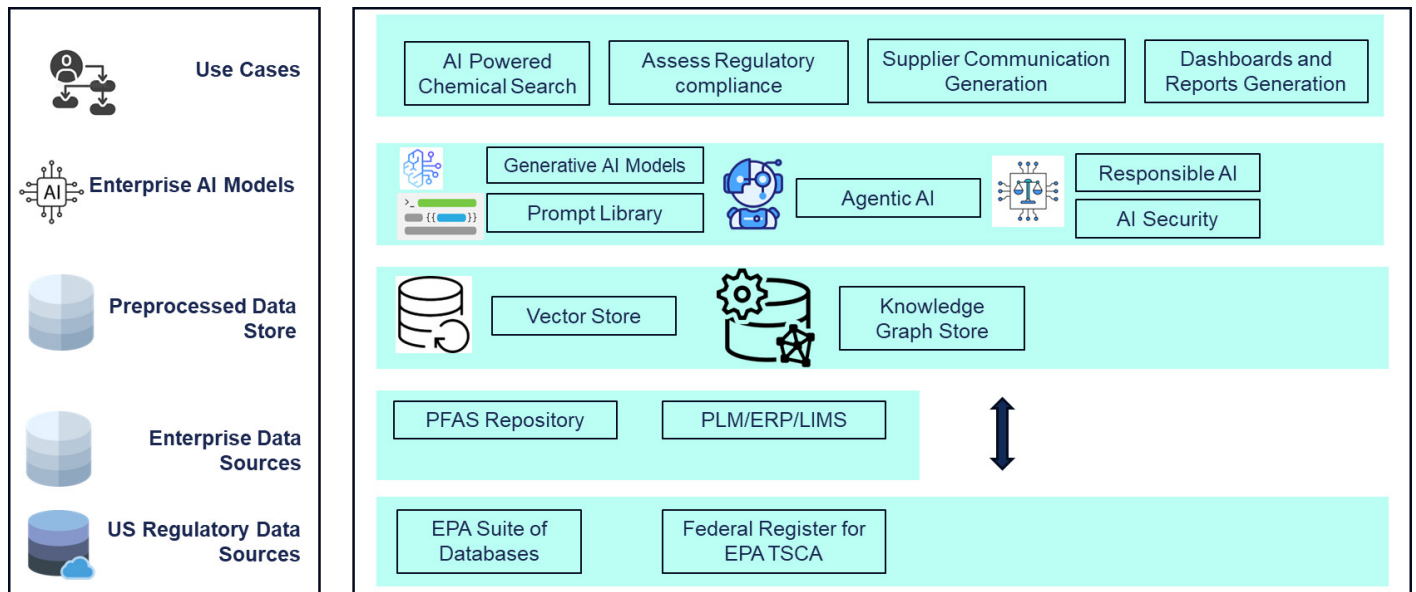 Use Cases
AI Powered
Chemical Search
Assess Regulatory
compliance
Supplier Communication
Generation
Dashboards and
Reports Generation
Enterprise AI Models
AI
Generative AI Models
>_
{{ }}
Prompt Library
Agentic AI
Responsible AI
AI Security
Preprocessed Data
Store
Vector Store
Knowledge
Graph Store
Enterprise Data
Sources
PFAS Repository
PLM/ERP/LIMS
US Regulatory Data
Sources
EPA Suite of
Databases
Federal Register for
EPA TSCA